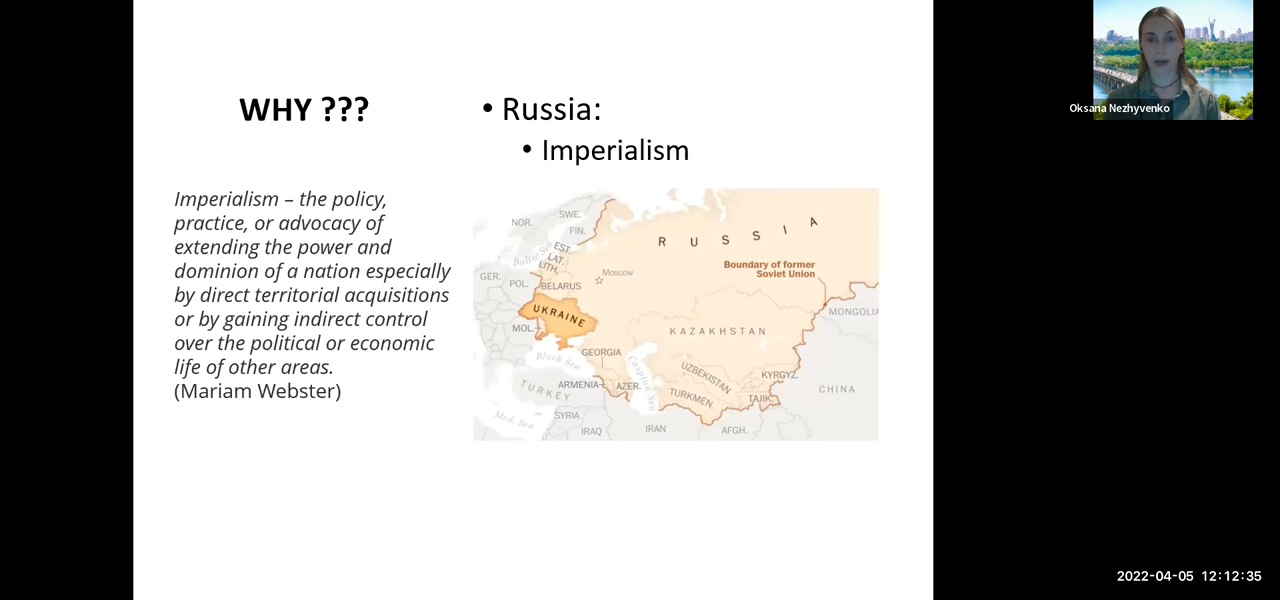 WHY ???
Imperialism – the policy,
practice, or advocacy of
extending the power and
dominion of a nation especially
by direct territorial acquisitions
or by gaining indirect control
over the political or economic
life of other areas.
(Mariam Webster)
• Russia:
• Imperialism
SWE.
NOR.
FIN.
RUSSIA
EST.
Baltic Sea
LAT.
LITH.
Moscow
Boundary of former
Soviet Union
GER.
POL.
BELARUS
UKRAINE
MONGOLIA
MOL.
KAZAKHSTAN
GEORGIA
Black Sea
Caspian Sea
UZBEKISTAN
KYRGYZ.
TURKEY
ARMENIA
AZER.
TURKMEN.
TAJIK.
CHINA
Med. Sea
SYRIA
IRAQ
IRAN
AFGH.
Oksana Nezhyvenko
2022-04-05 12:12:35